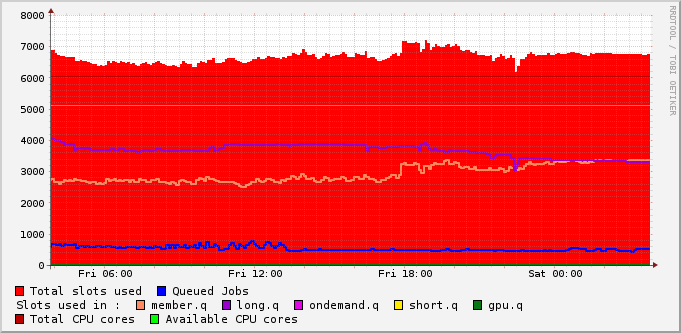 RRDTOOL / TOBI OETIKER
8000
7000
6000
5000
4000
3000
2000
1000
0
Fri 06:00 Fri 12:00 Fri 18:00 Sat 00:00
Total slots used Queued Jobs
Slots used in : member.q long.q ondemand.q short.q gpu.q
Total CPU cores Available CPU cores